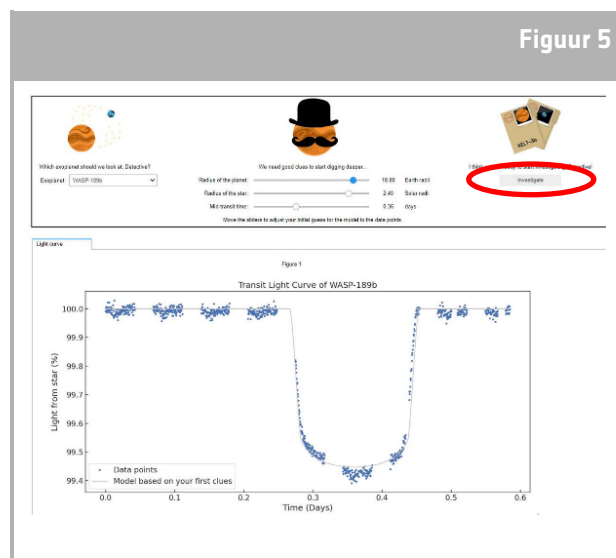 Figuur 5
KELT-3b
Which exoplanet should we look at, Detective?
Exoplanet: WASP-189b
We need good clues to start digging deeper...
Radius of the planet: Earth radii
Radius of the star: 2.40 Solar radii
Mid-transit time: 0.36 days
Move the sliders to adjust your initial guess for the model to the data points.
I think
Investigate
Light curve
Figure 1
Transit Light Curve of WASP-189b
Light from star (%)
100.0
99.9
99.8
99.7
99.6
99.5
99.4
Data points
Model based on your first clues
0.0 0.1 0.2 0.3 0.4 0.5 0.6
Time (Days)